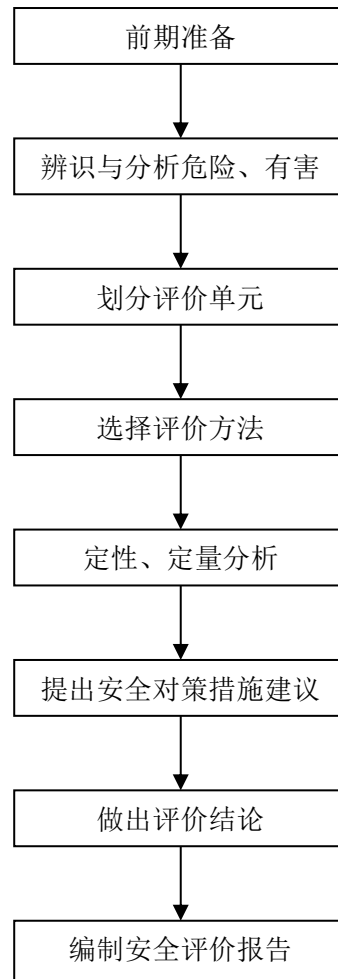 前期准备
辨识与分析危险、有害
划分评价单元
选择评价方法
定性、定量分析
提出安全对策措施建议
做出评价结论
编制安全评价报告